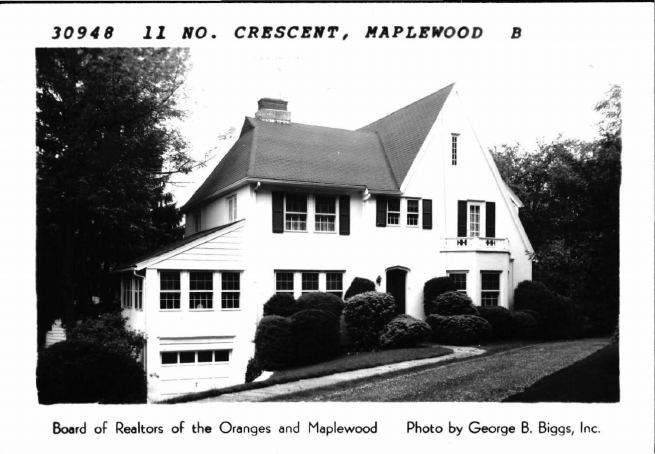 30948 11 NO. CRESCENT, MAPLEWOOD B
Board of Realtors of the Oranges and Maplewood Photo by George B. Biggs, Inc.